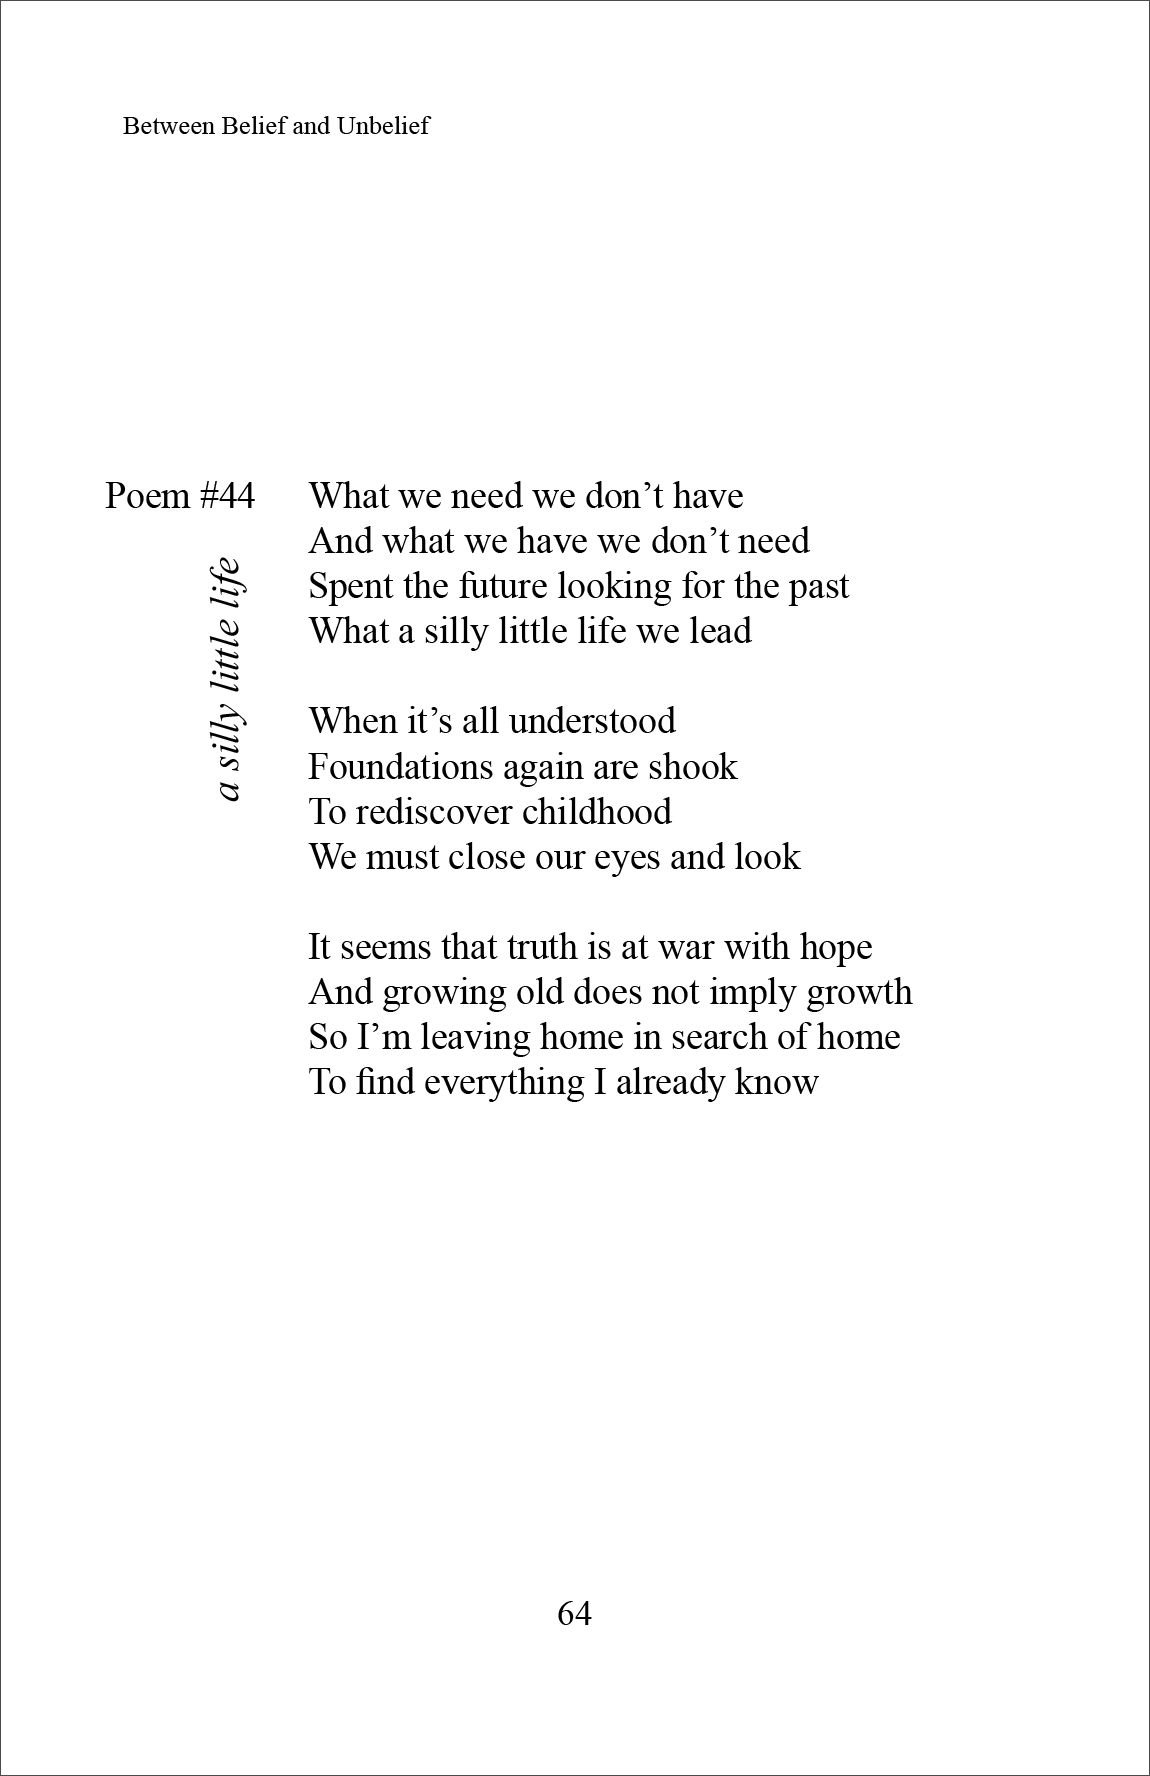 Between Belief and Unbelief
Poem #44
a silly little life
What we need we don’t have
And what we have we don’t need
Spent the future looking for the past
What a silly little life we lead
When it’s all understood
Foundations again are shook
To rediscover childhood
We must close our eyes and look
It seems that truth is at war with hope
And growing old does not imply growth
So I’m leaving home in search of home
To find everything I already know
64